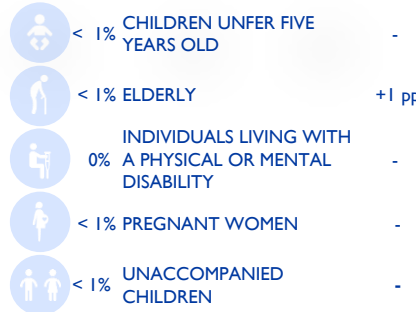 < 1% CHILDREN UNFER FIVE
YEARS OLD -
< 1% ELDERLY +1 pp
INDIVIDUALS LIVING WITH
0% A PHYSICAL OR MENTAL -
DISABILITY
< 1% PREGNANT WOMEN -
< 1% UNACCOMPANIED
CHILDREN -